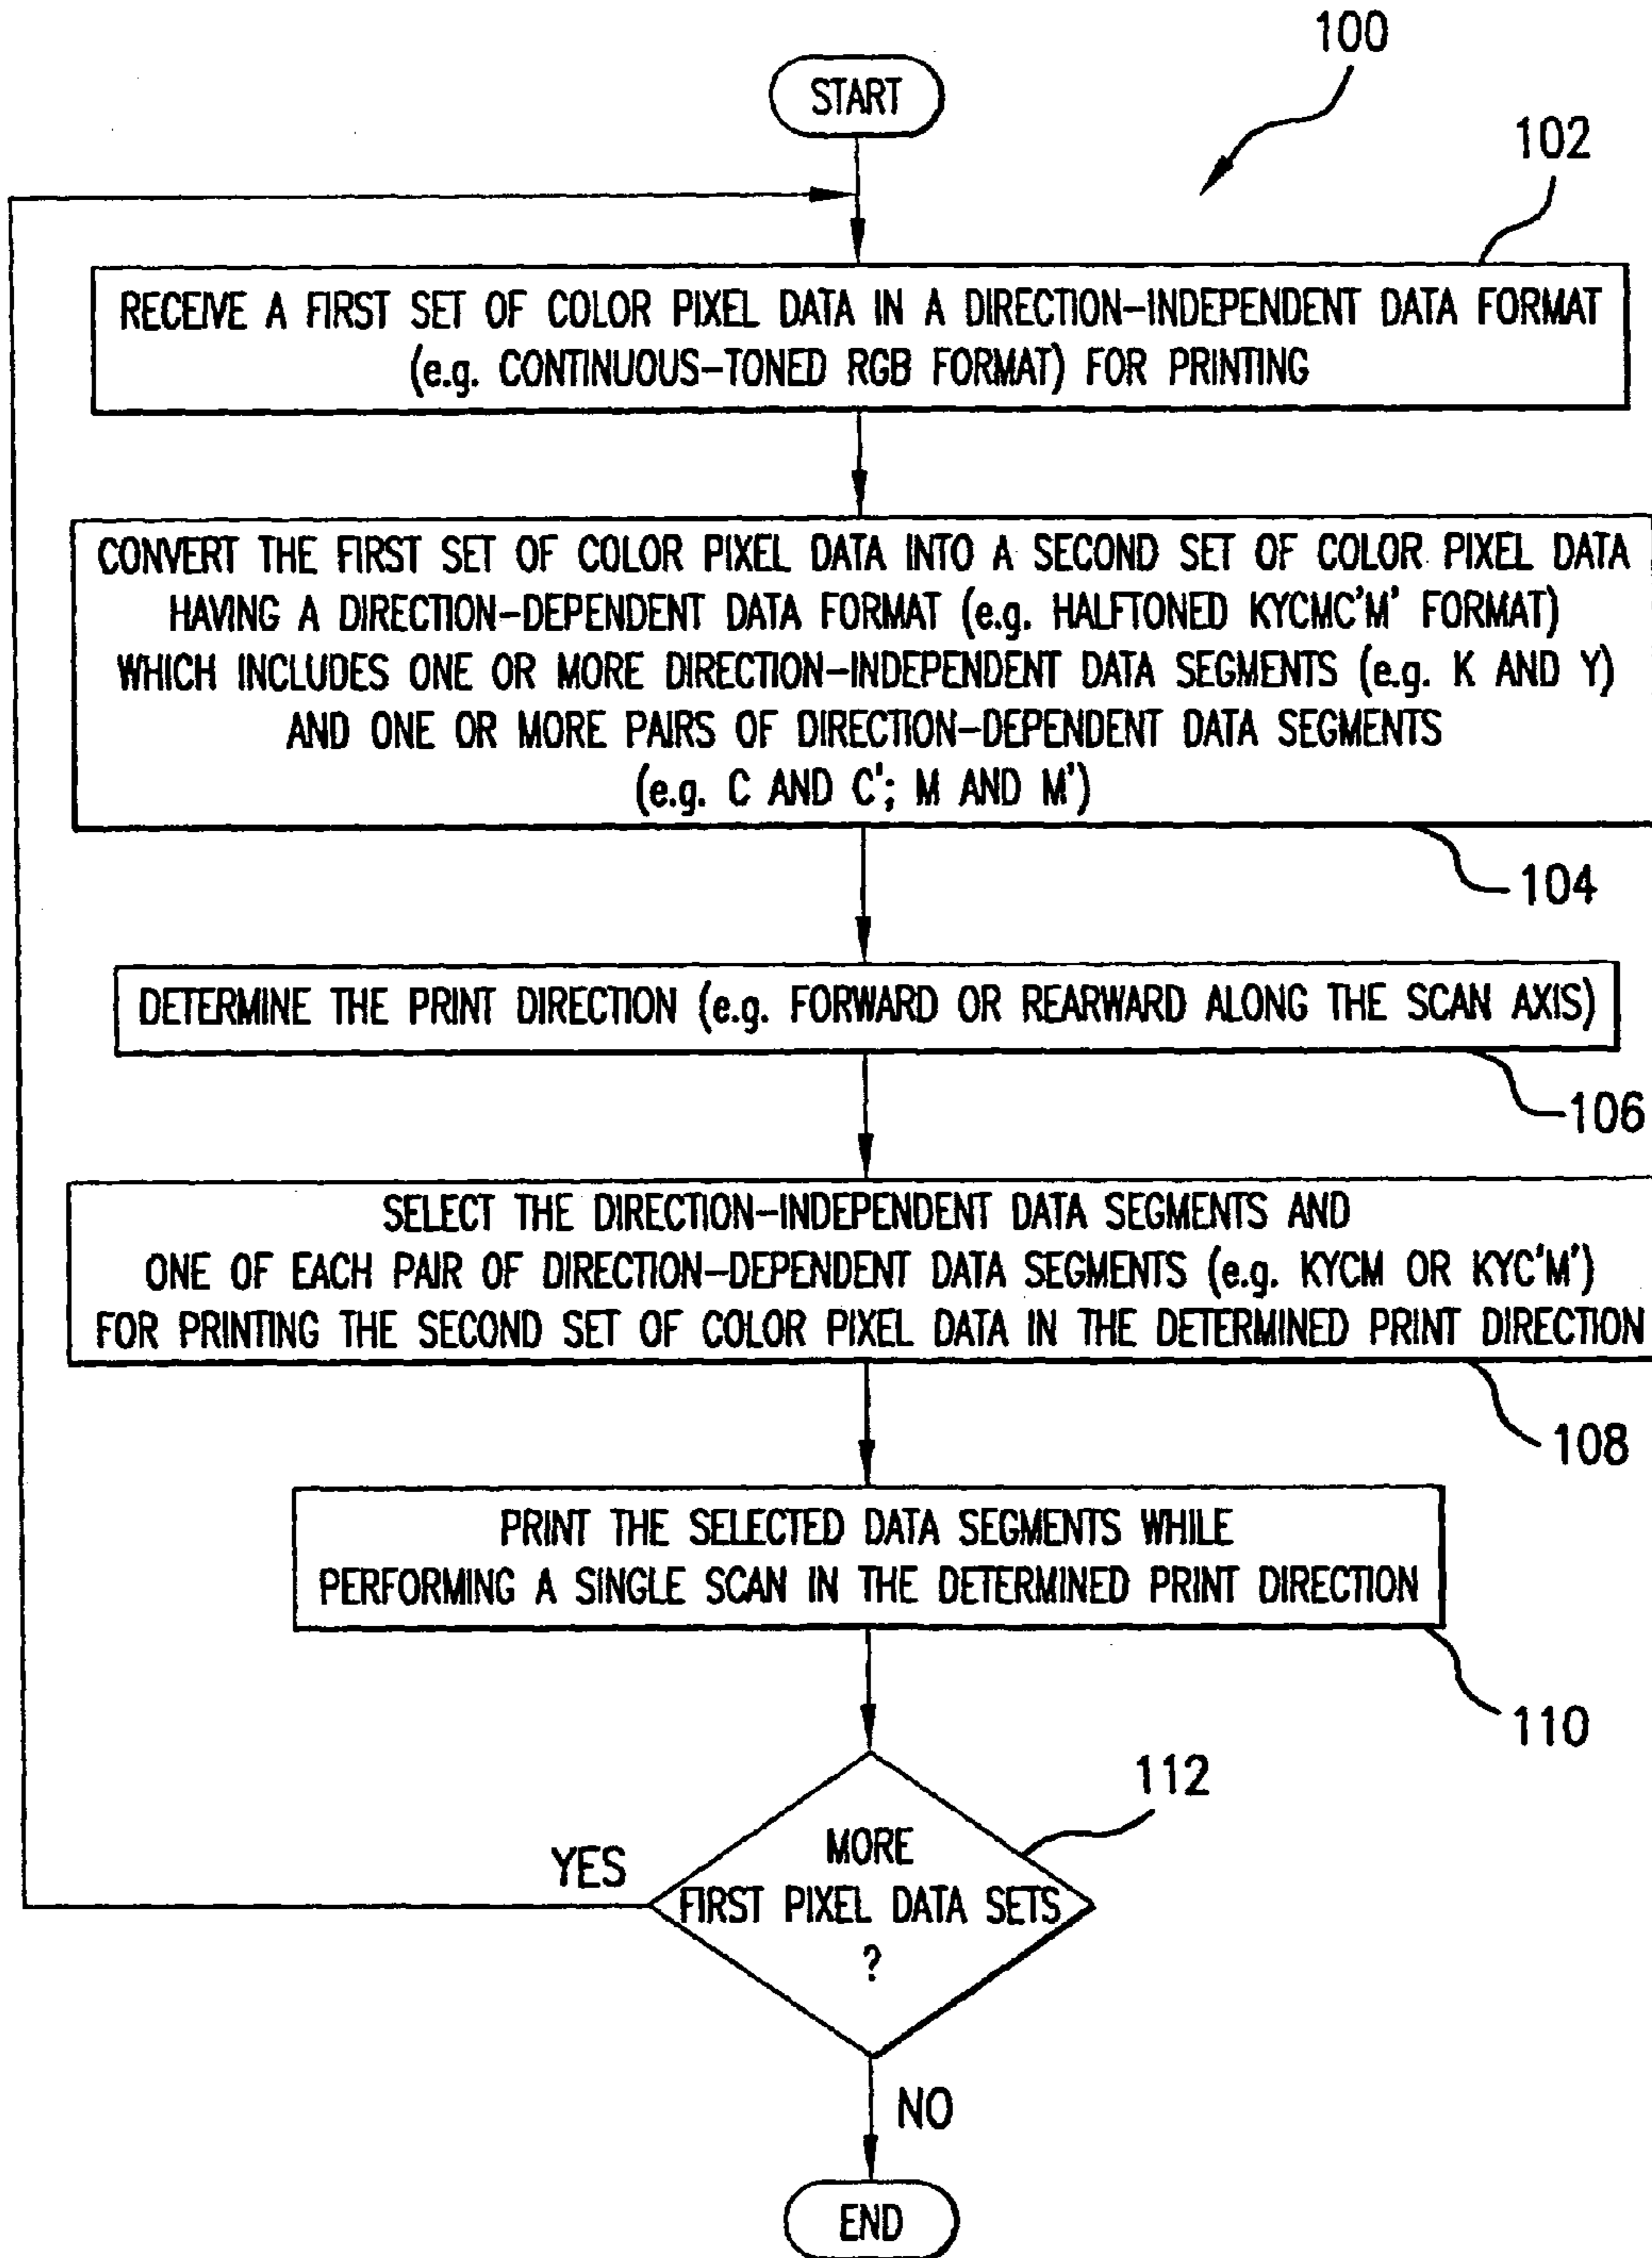 100
START
102
RECEIVE A FIRST SET OF COLOR PIXEL DATA IN A DIRECTION-INDEPENDENT DATA FORMAT
(e.g. CONTINUOUS-TONED RGB FORMAT) FOR PRINTING
CONVERT THE FIRST SET OF COLOR PIXEL DATA INTO A SECOND SET OF COLOR PIXEL DATA
HAVING A DIRECTION-DEPENDENT DATA FORMAT (e.g. HALFTONED KYCMC'M' FORMAT)
WHICH INCLUDES ONE OR MORE DIRECTION-INDEPENDENT DATA SEGMENTS (e.g. K AND Y)
AND ONE OR MORE PAIRS OF DIRECTION-DEPENDENT DATA SEGMENTS
(e.g. C AND C'; M AND M')
104
DETERMINE THE PRINT DIRECTION (e.g. FORWARD OR REARWARD ALONG THE SCAN AXIS)
106
SELECT THE DIRECTION-INDEPENDENT DATA SEGMENTS AND
ONE OF EACH PAIR OF DIRECTION-DEPENDENT DATA SEGMENTS (e.g. KYCM OR KYC'M')
FOR PRINTING THE SECOND SET OF COLOR PIXEL DATA IN THE DETERMINED PRINT DIRECTION
108
PRINT THE SELECTED DATA SEGMENTS WHILE
PERFORMING A SINGLE SCAN IN THE DETERMINED PRINT DIRECTION
110
112
MORE
FIRST PIXEL DATA SETS
?
YES
NO
END